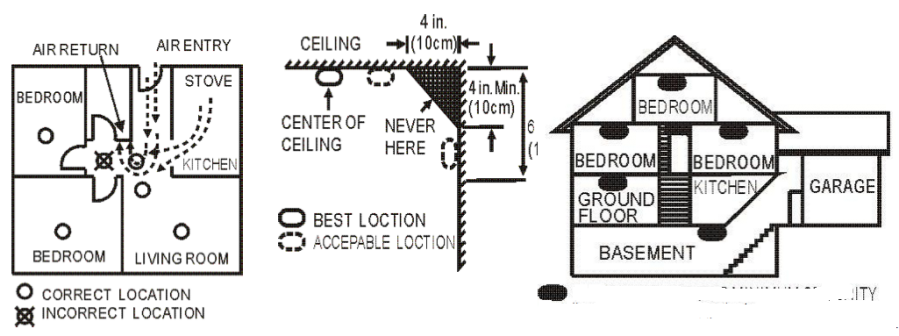 AIR RETURN
AIR ENTRY
STOVE
BEDROOM
KITCHEN
BEDROOM
LIVING ROOM
CORRECT LOCATION
INCORRECT LOCATION
CEILING
4 in.
(10cm)
4 in. Min.
(10cm)
6
(1
CENTER OF
CEILING
NEVER
HERE
BEST LOCTION
ACCEPABLE LOCTION
BEDROOM
BEDROOM
BEDROOM
GROUND
FLOOR
KITCHEN
GARAGE
BASEMENT